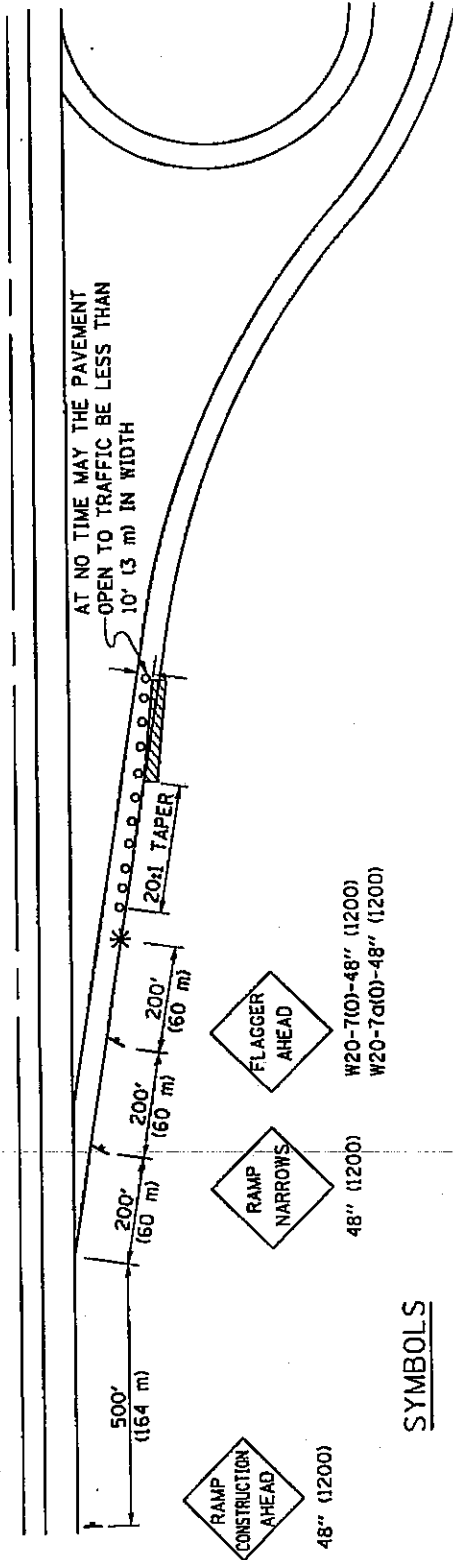 AT NO TIME MAY THE PAVEMENT
OPEN TO TRAFFIC BE LESS THAN
10' (3 m) IN WIDTH
500'
(164 m)
200'
(60 m)
200'
(60 m)
200'
(60 m)
20:1 TAPER
RAMP
CONSTRUCTION
AHEAD
48" (1200)
RAMP
NARROWS
48" (1200)
FLAGGER
AHEAD
W20-7(O)-48" (1200)
W20-7a(O)-48" (1200)
SYMBOLS